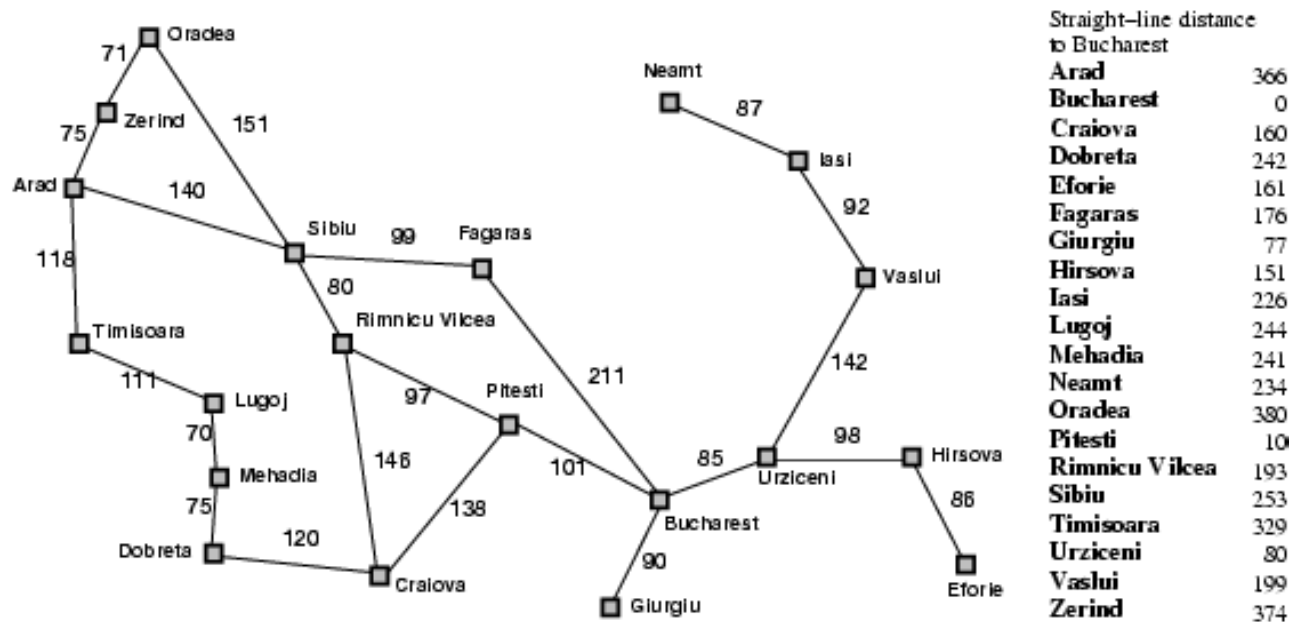 Oradea
71
Neamt
87
Zerind
151
75
Iasi
Arad
140
92
Sibiu
99
Fagaras
118
80
Vaslui
Timisoara
Rimnicu Vilcea
142
111
211
Lugoj
97
Pitesti
70
98
Hirsova
146
85
Mehadia
101
Urziceni
86
75
138
Bucharest
Dobreta
120
90
Craiova
Eforie
Giurgiu
Straight–line distance
to Bucharest
Arad 366
Bucharest 0
Craiova 160
Dobreta 242
Eforie 161
Fagaras 176
Giurgiu 77
Hirsova 151
Iasi 226
Lugoj 244
Mehadia 241
Neamt 234
Oradea 380
Pitesti 10
Rimnicu Vilcea 193
Sibiu 253
Timisoara 329
Urziceni 80
Vaslui 199
Zerind 374